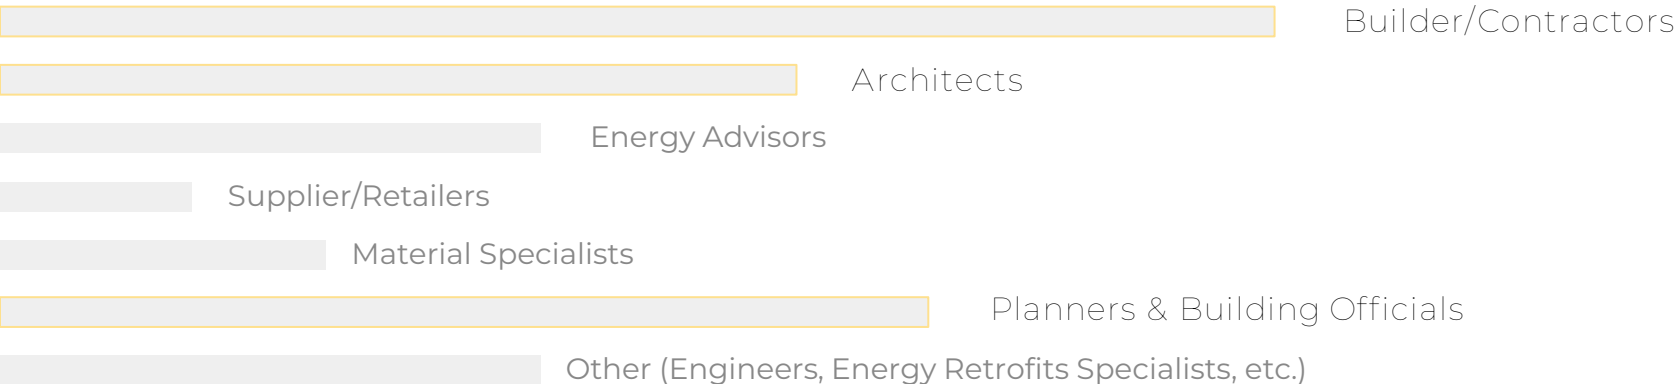 Builder/Contractors
Architects
Energy Advisors
Supplier/Retailers
Material Specialists
Planners & Building Officials
Other (Engineers, Energy Retrofits Specialists, etc.)